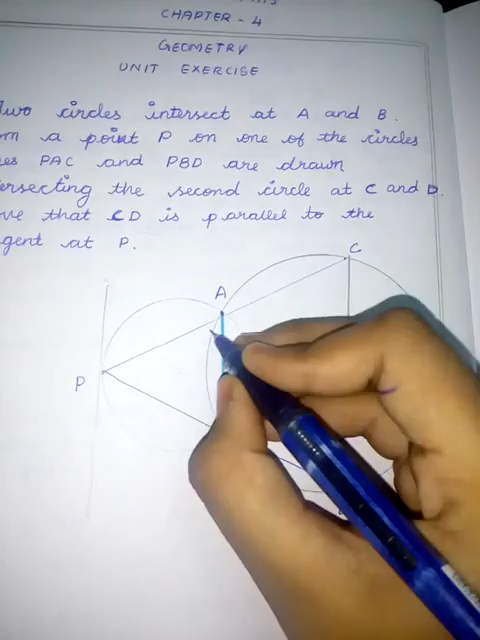 CHAPTER - 4
GEOMETRY
UNIT EXERCISE
Two circles intersect at A and B.
a point P on one of the circles
PAC and PBD are drawn
the second circle at C and D.
that CD is parallel to the
at P.
C
A
P